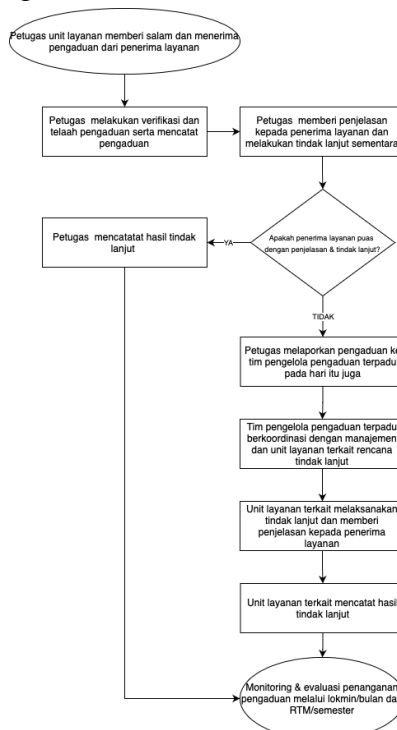 Petugas unit layanan memberi salam dan menerima
pengaduan dari penerima layanan
Petugas melakukan verifikasi dan
telaah pengaduan serta mencatat
pengaduan
Petugas memberi penjelasan
kepada penerima layanan dan
melakukan tindak lanjut sementara
Apakah penerima layanan puas
dengan penjelasan & tindak lanjut?
YA
Petugas mencatatat hasil tindak
lanjut
TIDAK
Petugas melaporkan pengaduan ke
tim pengelola pengaduan terpadu
pada hari itu juga
Tim pengelola pengaduan terpadu
berkoordinasi dengan manajemen
dan unit layanan terkait rencana
tindak lanjut
Unit layanan terkait melaksanakan
tindak lanjut dan memberi
penjelasan kepada penerima
layanan
Unit layanan terkait mencatat hasil
tindak lanjut
Monitoring & evaluasi penanganan
pengaduan melalui lokmin/bulan da
RTM/semester